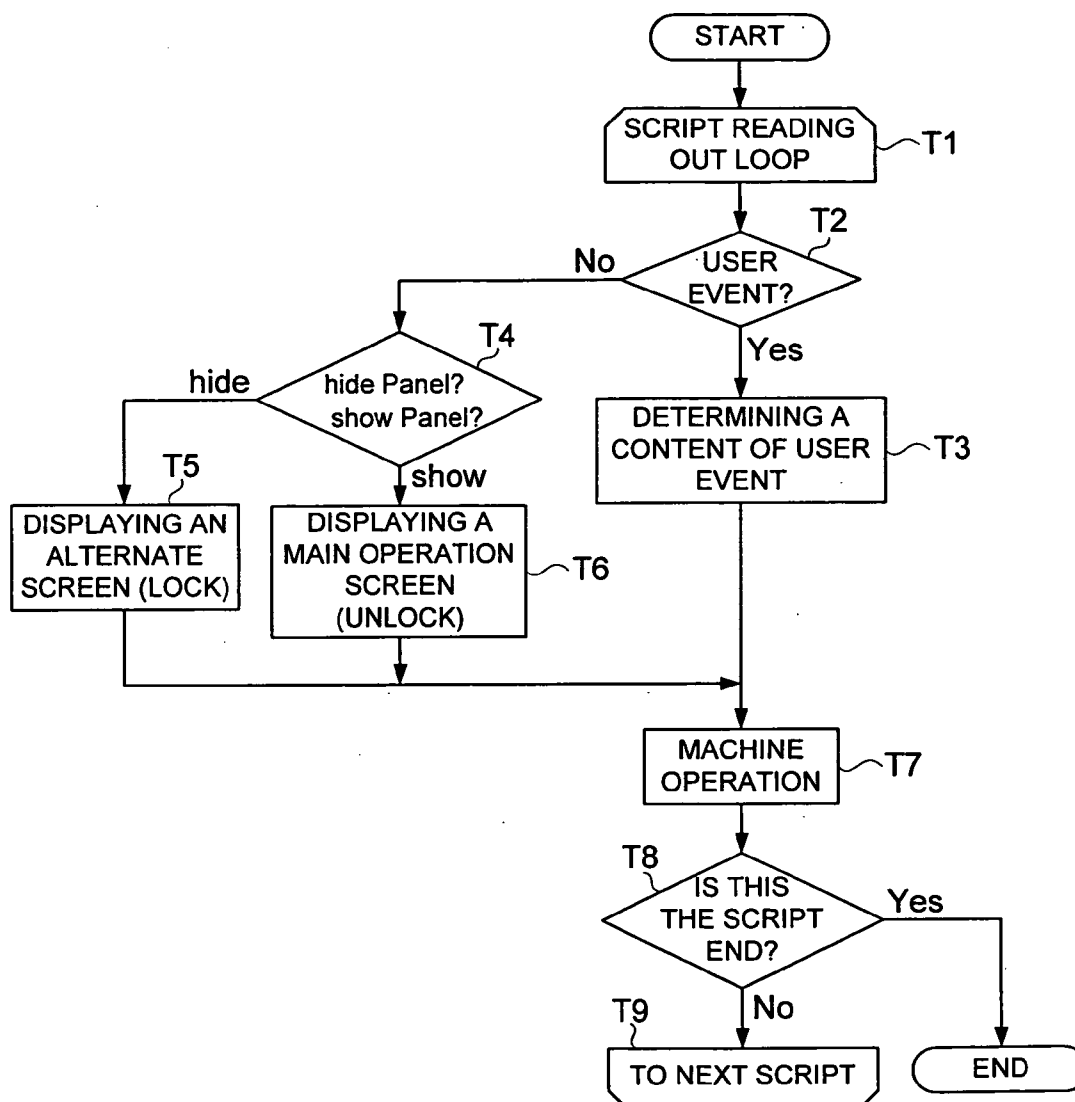 START
SCRIPT READING
OUT LOOP
T1
T2
USER
EVENT?
No
Yes
T4
hide Panel?
show Panel?
hide
show
DETERMINING A
CONTENT OF USER
EVENT
T3
T5
DISPLAYING AN
ALTERNATE
SCREEN (LOCK)
DISPLAYING A
MAIN OPERATION
SCREEN
(UNLOCK)
T6
MACHINE
OPERATION
T7
T8
IS THIS
THE SCRIPT
END?
Yes
No
T9
TO NEXT SCRIPT
END